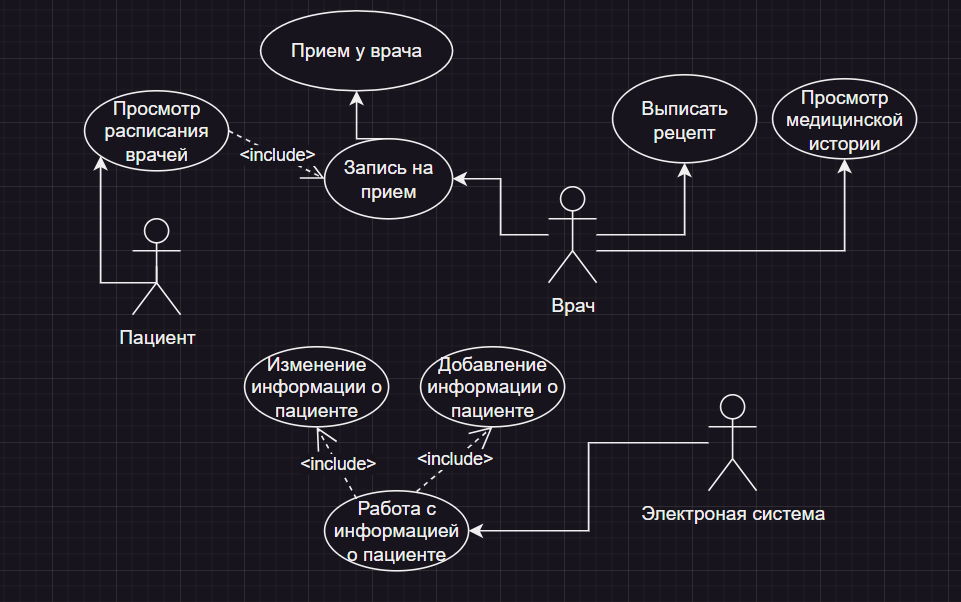 Прием у врача
Просмотр
расписания
врачей
<include>
Запись на
прием
Выписать
рецепт
Просмотр
медицинской
истории
Пациент
Врач
Изменение
информации о
пациенте
Добавление
информации о
пациенте
<include>
<include>
Работа с
информацией
о пациенте
Электроная система